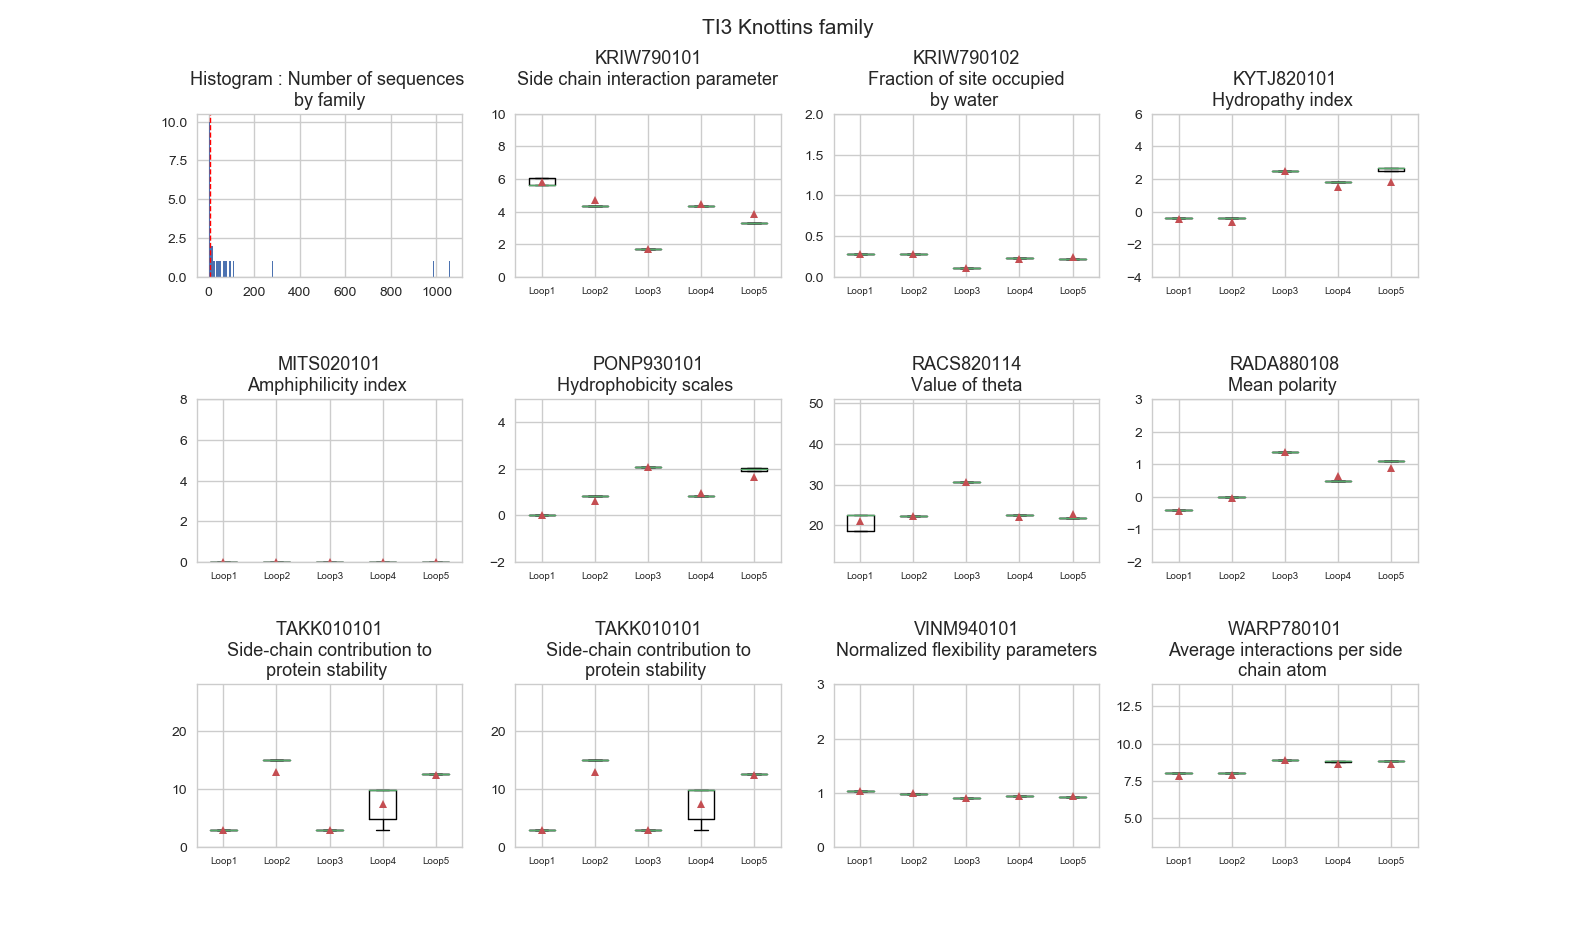 TI3 Knottins family
Histogram : Number of sequences
by family
10.0
7.5
5.0
2.5
0.0
0 200 400 600 800 1000
KRIW790101
Side chain interaction parameter
10
8
6
4
2
0
Loop1 Loop2 Loop3 Loop4 Loop5
KRIW790102
Fraction of site occupied
by water
2.0
1.5
1.0
0.5
0.0
Loop1 Loop2 Loop3 Loop4 Loop5
KYTJ820101
Hydropathy index
6
4
2
0
−2
−4
Loop1 Loop2 Loop3 Loop4 Loop5
MITS020101
Amphiphilicity index
8
6
4
2
0
Loop1 Loop2 Loop3 Loop4 Loop5
PONP930101
Hydrophobicity scales
4
2
0
−2
Loop1 Loop2 Loop3 Loop4 Loop5
RACS820114
Value of theta
50
40
30
20
Loop1 Loop2 Loop3 Loop4 Loop5
RADA880108
Mean polarity
3
2
1
0
−1
−2
Loop1 Loop2 Loop3 Loop4 Loop5
TAKK010101
Side-chain contribution to
protein stability
20
10
0
Loop1 Loop2 Loop3 Loop4 Loop5
TAKK010101
Side-chain contribution to
protein stability
20
10
0
Loop1 Loop2 Loop3 Loop4 Loop5
VINM940101
Normalized flexibility parameters
3
2
1
0
Loop1 Loop2 Loop3 Loop4 Loop5
WARP780101
Average interactions per side
chain atom
12.5
10.0
7.5
5.0
Loop1 Loop2 Loop3 Loop4 Loop5